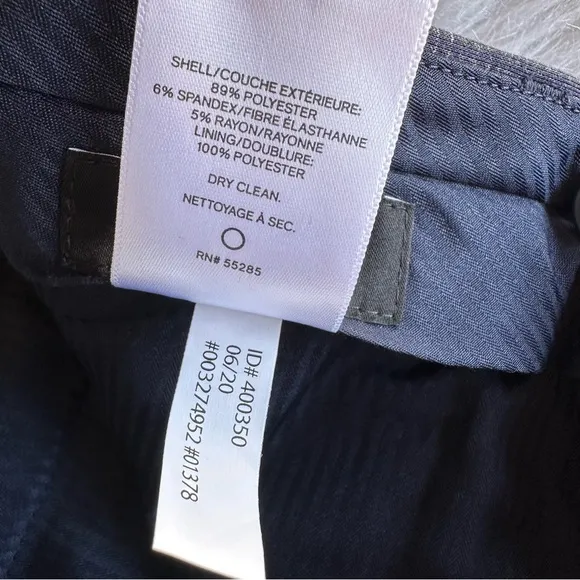 SHELL/COUCHE EXTÉRIEURE:
89% POLYESTER
6% SPANDEX/FIBRE ÉLASTHANNE
5% RAYON/RAYONNE
LINING/DOUBLURE:
100% POLYESTER
DRY CLEAN.
NETTOYAGE À SEC.
RN# 55285
ID# 400350
06/20
#003274952 #01378